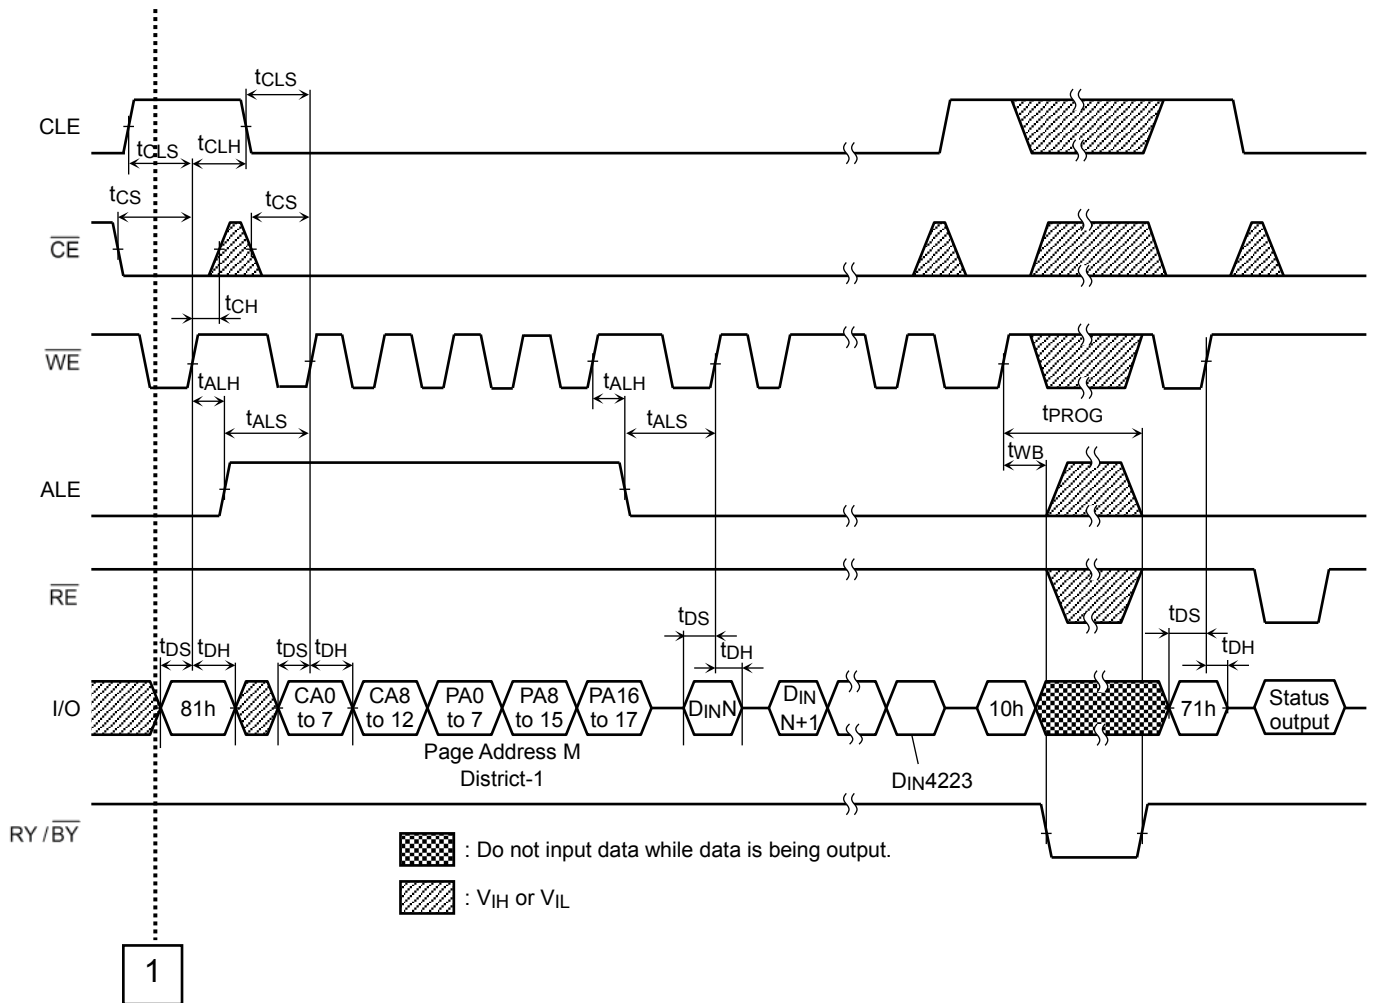 tCLS
CLE
tCLS
tCLH
tCS
tCS
CE
tCH
WE
tALH
tALH
tALS
tALS
tPROG
tWB
ALE
RE
tDS
tDH
tDS
tDH
tDS
tDH
tDS
tDH
I/O
81h
CA0
to 7
CA8
to 12
PA0
to 7
PA8
to 15
PA16
to 17
DINN
DIN
N+1
10h
71h
Status
output
Page Address M
District-1
DIN4223
RY / BY
: Do not input data while data is being output.
: VIH or VIL
1